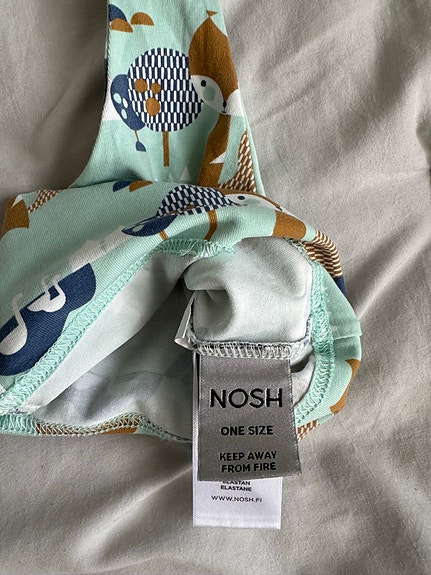 NOSH
ONE SIZE
KEEP AWAY
FROM FIRE
ELASTAN
ELASTANE
WWW.NOSH.FI